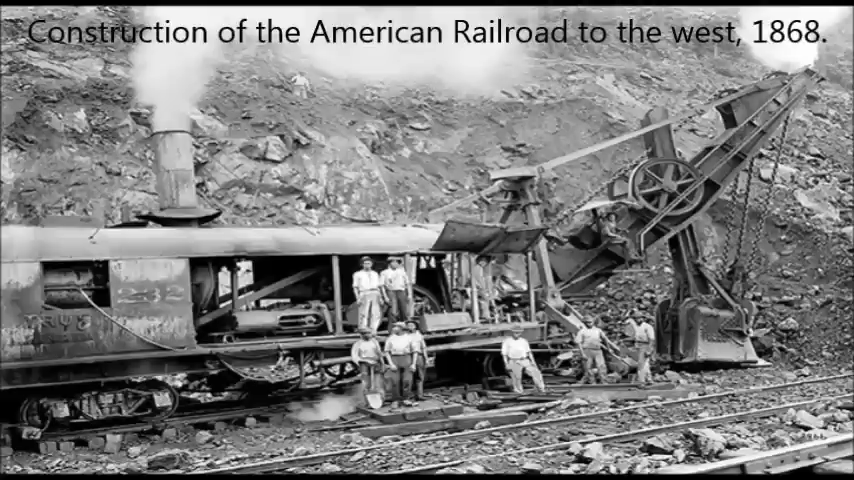 Construction of the American Railroad to the west, 1868.
232